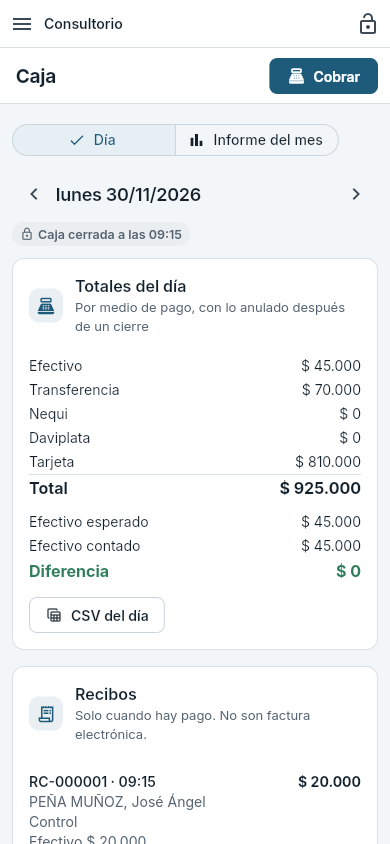 Consultorio
Caja
Cobrar
Día
Informe del mes
lunes 30/11/2026
Caja cerrada a las 09:15
Totales del día
Por medio de pago, con lo anulado después
de un cierre
Efectivo $ 45.000
Transferencia $ 70.000
Nequi $ 0
Daviplata $ 0
Tarjeta $ 810.000
Total $ 925.000
Efectivo esperado $ 45.000
Efectivo contado $ 45.000
Diferencia $ 0
CSV del día
Recibos
Solo cuando hay pago. No son factura
electrónica.
RC-000001 · 09:15 $ 20.000
PEÑA MUÑOZ, José Ángel
Control
Efectivo $ 20.000